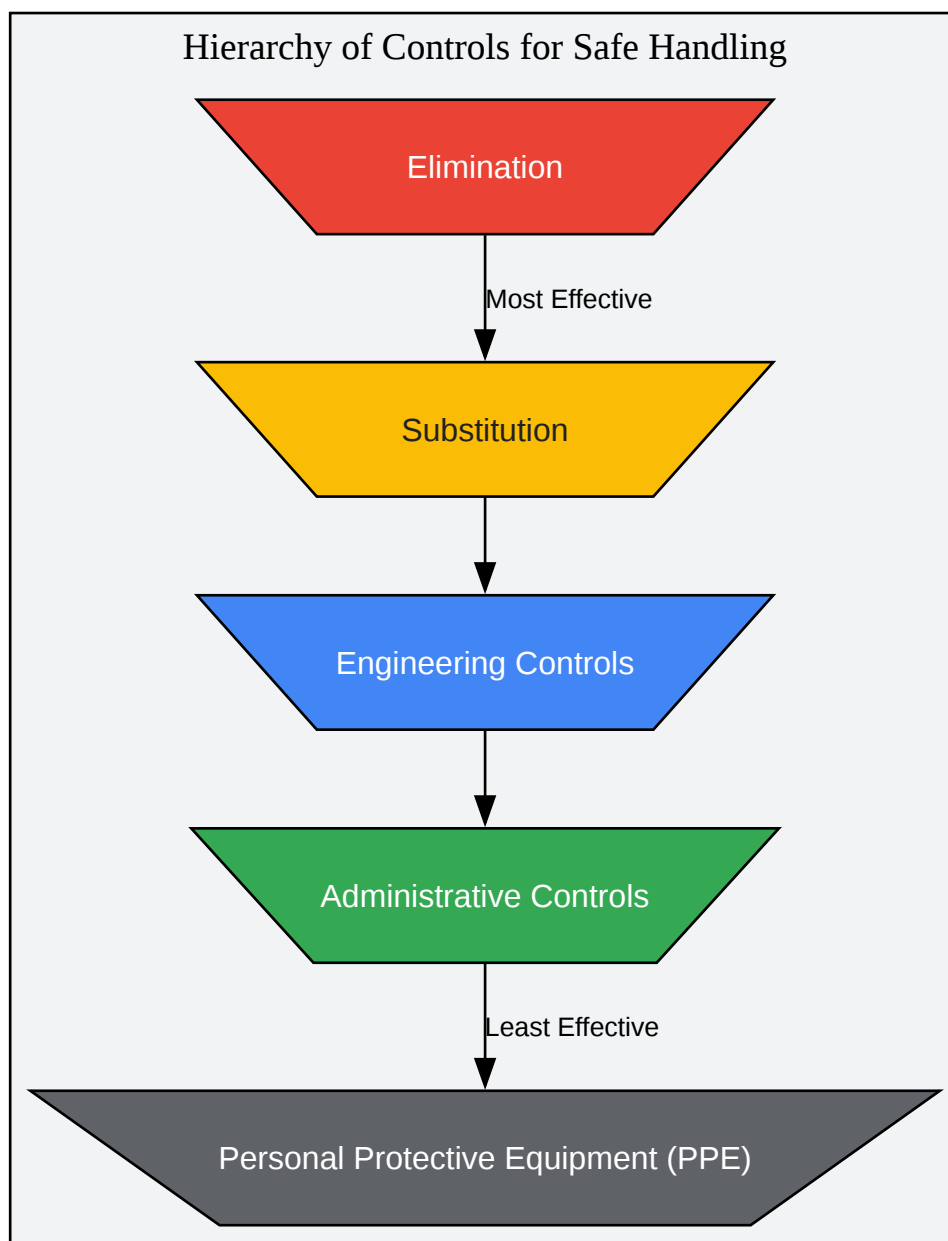 Hierarchy of Controls for Safe Handling
Elimination
Most Effective
Substitution
Engineering Controls
Administrative Controls
Least Effective
Personal Protective Equipment (PPE)